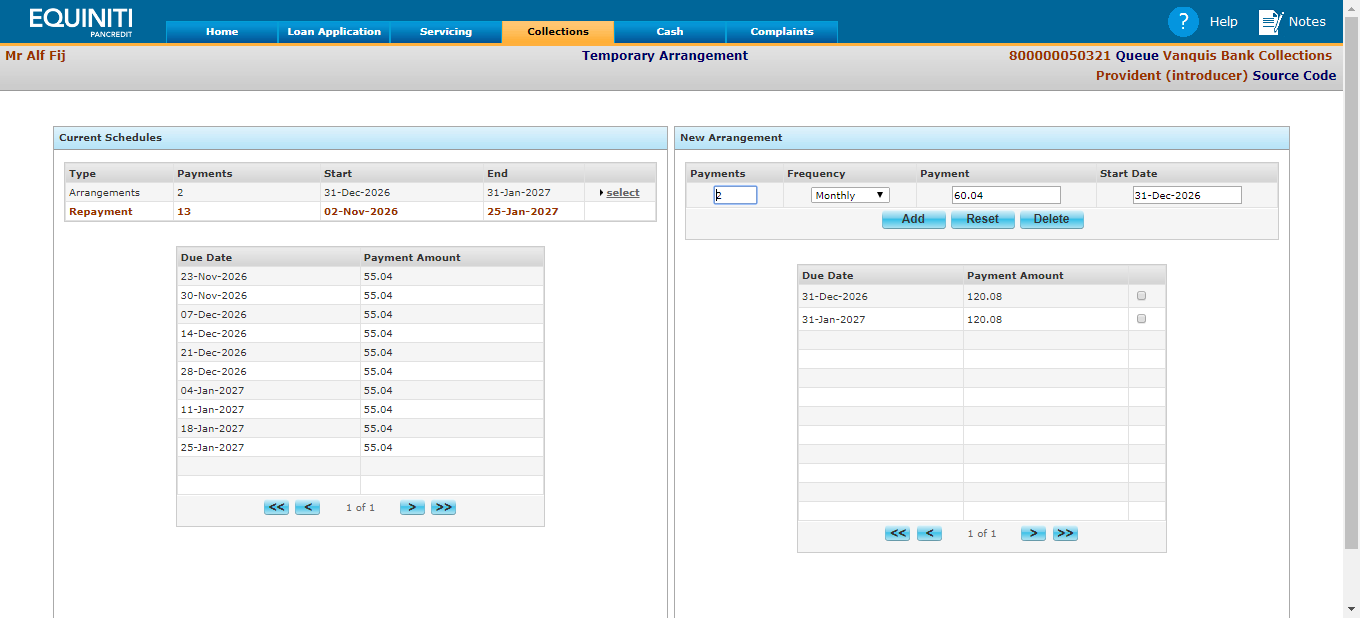 EQUINITI
PANCREDIT
Home Loan Application Servicing Collections Cash Complaints
? Help Notes
Mr Alf Fij Temporary Arrangement 800000050321 Queue Vanquis Bank Collections
Provident (introducer) Source Code
Current Schedules
Type Payments Start End
Arrangements 2 31-Dec-2026 31-Jan-2027 select
Repayment 13 02-Nov-2026 25-Jan-2027
Due Date Payment Amount
23-Nov-2026 55.04
30-Nov-2026 55.04
07-Dec-2026 55.04
14-Dec-2026 55.04
21-Dec-2026 55.04
28-Dec-2026 55.04
04-Jan-2027 55.04
11-Jan-2027 55.04
18-Jan-2027 55.04
25-Jan-2027 55.04
<< < 1 of 1 > >>
New Arrangement
Payments Frequency Payment Start Date
2 Monthly 60.04 31-Dec-2026
Add Reset Delete
Due Date Payment Amount
31-Dec-2026 120.08
31-Jan-2027 120.08
<< < 1 of 1 > >>